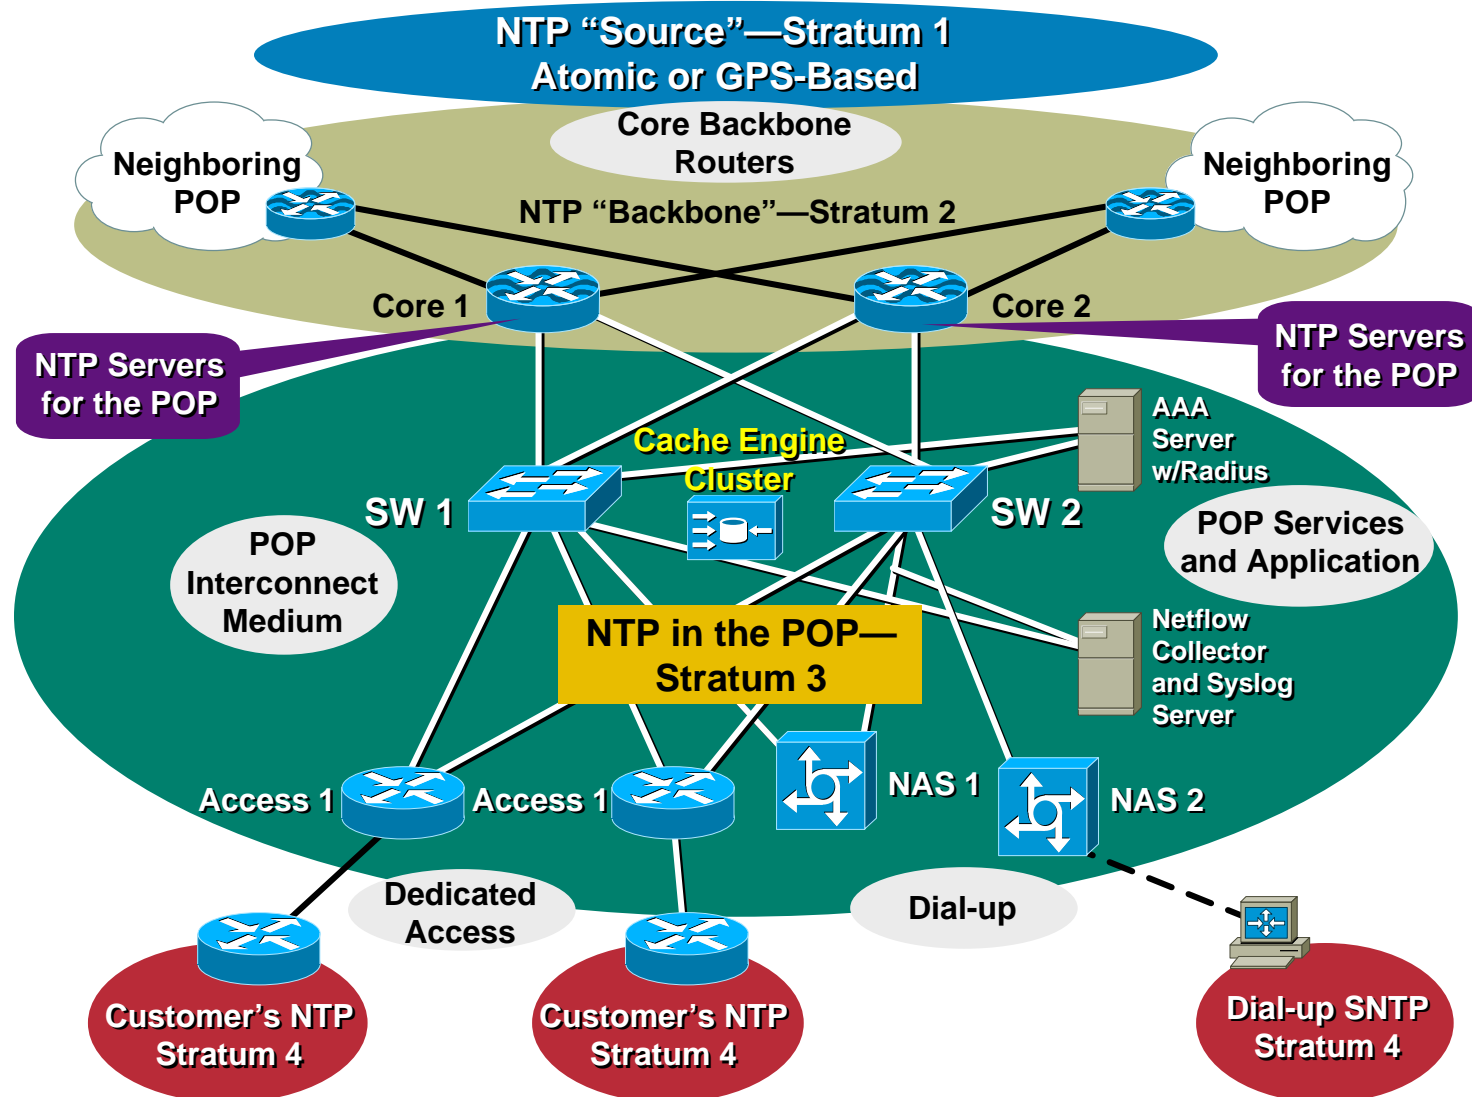 NTP “Source”—Stratum 1
Atomic or GPS-Based
Core Backbone
Routers
Neighboring
POP
Neighboring
POP
NTP “Backbone”—Stratum 2
Core 1
Core 2
NTP Servers
for the POP
NTP Servers
for the POP
AAA
Server
w/Radius
Cache Engine
Cluster
SW 1
SW 2
POP
Interconnect
Medium
POP Services
and Application
NTP in the POP—
Stratum 3
Netflow
Collector
and Syslog
Server
Access 1
Access 1
NAS 1
NAS 2
Dedicated
Access
Dial-up
Customer’s NTP
Stratum 4
Customer’s NTP
Stratum 4
Dial-up SNTP
Stratum 4